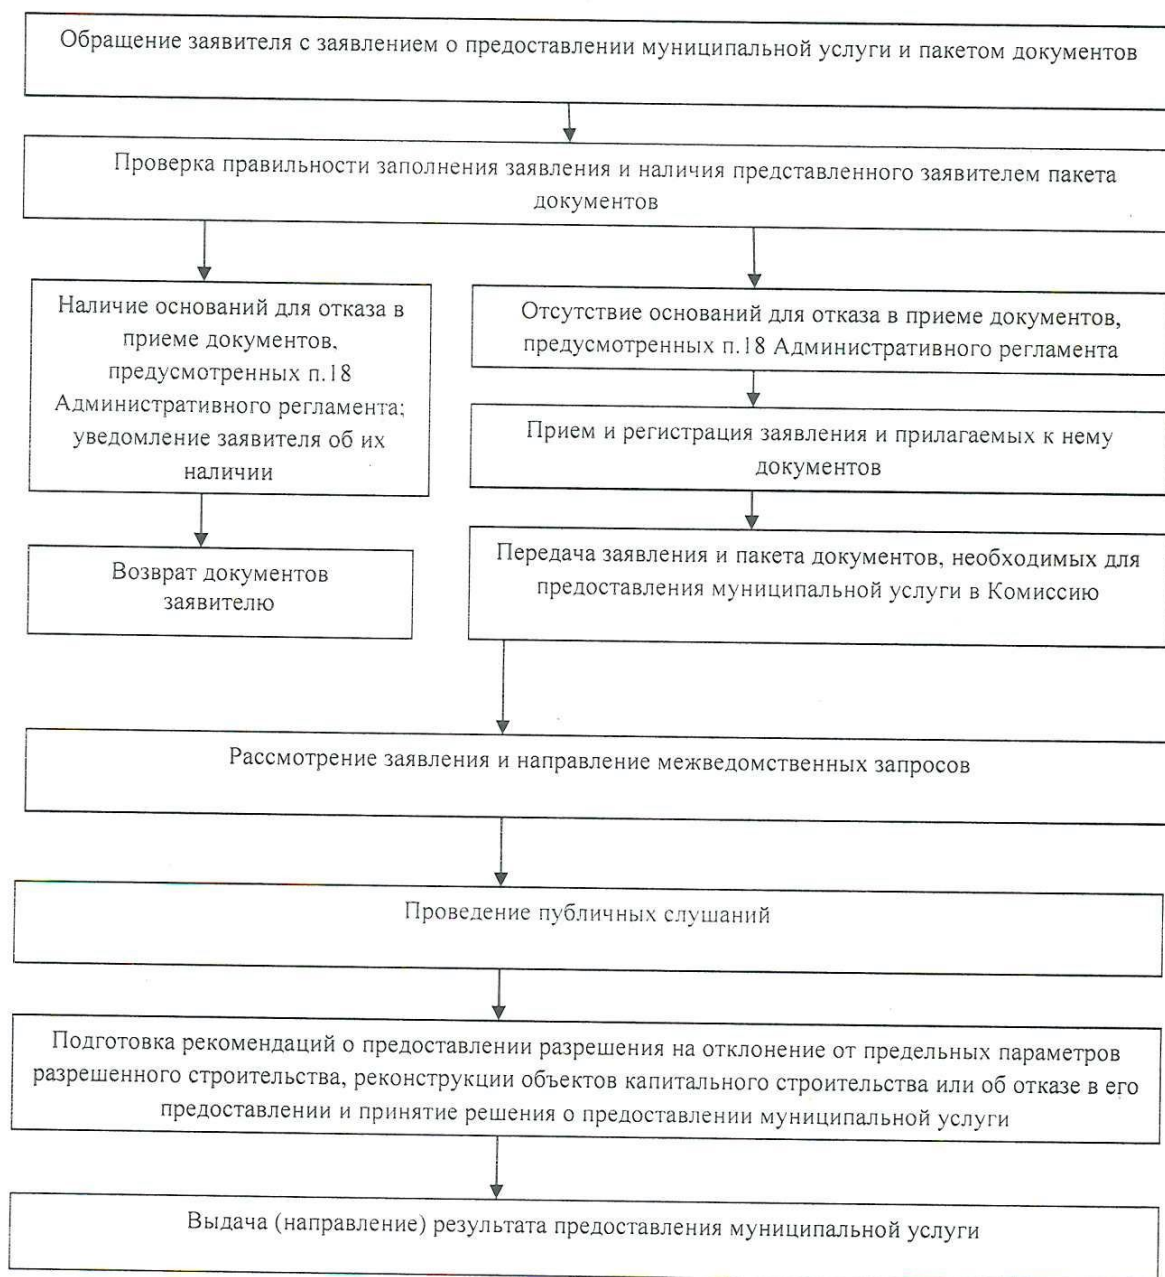 Обращение заявителя с заявлением о предоставлении муниципальной услуги и пакетом документов
Проверка правильности заполнения заявления и наличия представленного заявителем пакета
документов
Наличие оснований для отказа в
приеме документов,
предусмотренных п.18
Административного регламента;
уведомление заявителя об их
наличии
Возврат документов
заявителю
Отсутствие оснований для отказа в приеме документов,
предусмотренных п.18 Административного регламента
Прием и регистрация заявления и прилагаемых к нему
документов
Передача заявления и пакета документов, необходимых для
предоставления муниципальной услуги в Комиссию
Рассмотрение заявления и направление межведомственных запросов
Проведение публичных слушаний
Подготовка рекомендаций о предоставлении разрешения на отклонение от предельных параметров
разрешенного строительства, реконструкции объектов капитального строительства или об отказе в его
предоставлении и принятие решения о предоставлении муниципальной услуги
Выдача (направление) результата предоставления муниципальной услуги